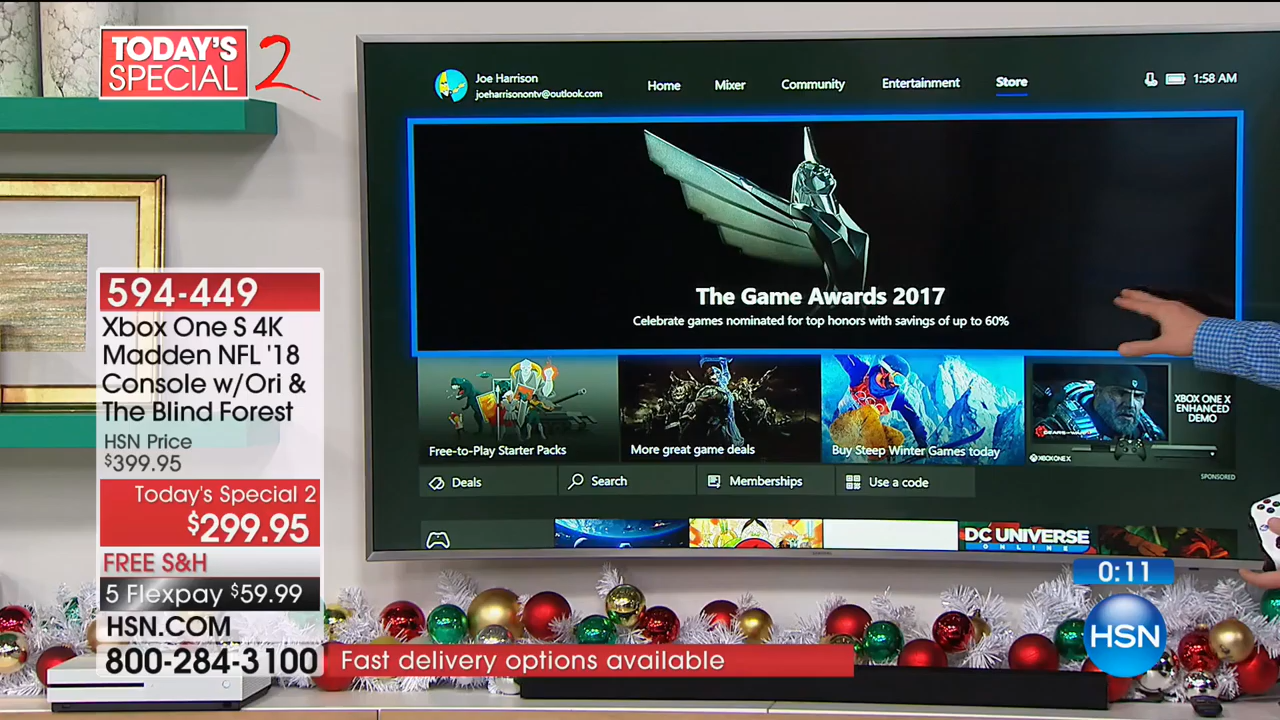 TODAY'S
SPECIAL 2
Joe Harrison
joeharrisonontv@outlook.com
Home
Mixer
Community
Entertainment
Store
1:58 AM
The Game Awards 2017
Celebrate games nominated for top honors with savings of up to 60%
Free-to-Play Starter Packs
More great game deals
Buy Steep Winter Games today
XBOX ONE X
ENHANCED
DEMO
XBOX ONE X
SPONSORED
Deals
Search
Memberships
Use a code
DC UNIVERSE
ONLINE
594-449
Xbox One S 4K
Madden NFL '18
Console w/Ori &
The Blind Forest
HSN Price
$399.95
Today's Special 2
$299.95
FREE S&H
5 Flexpay $59.99
HSN.COM
800-284-3100
Fast delivery options available
0:11
HSN